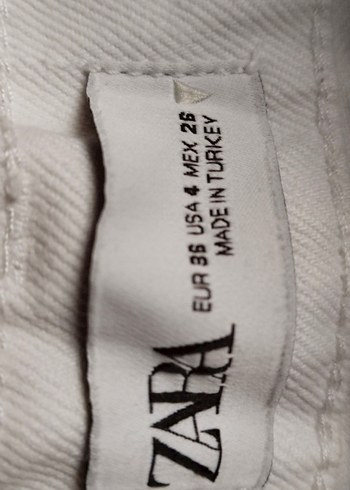 ZARA
EUR 36 USA 4 MEX 26
MADE IN TURKEY